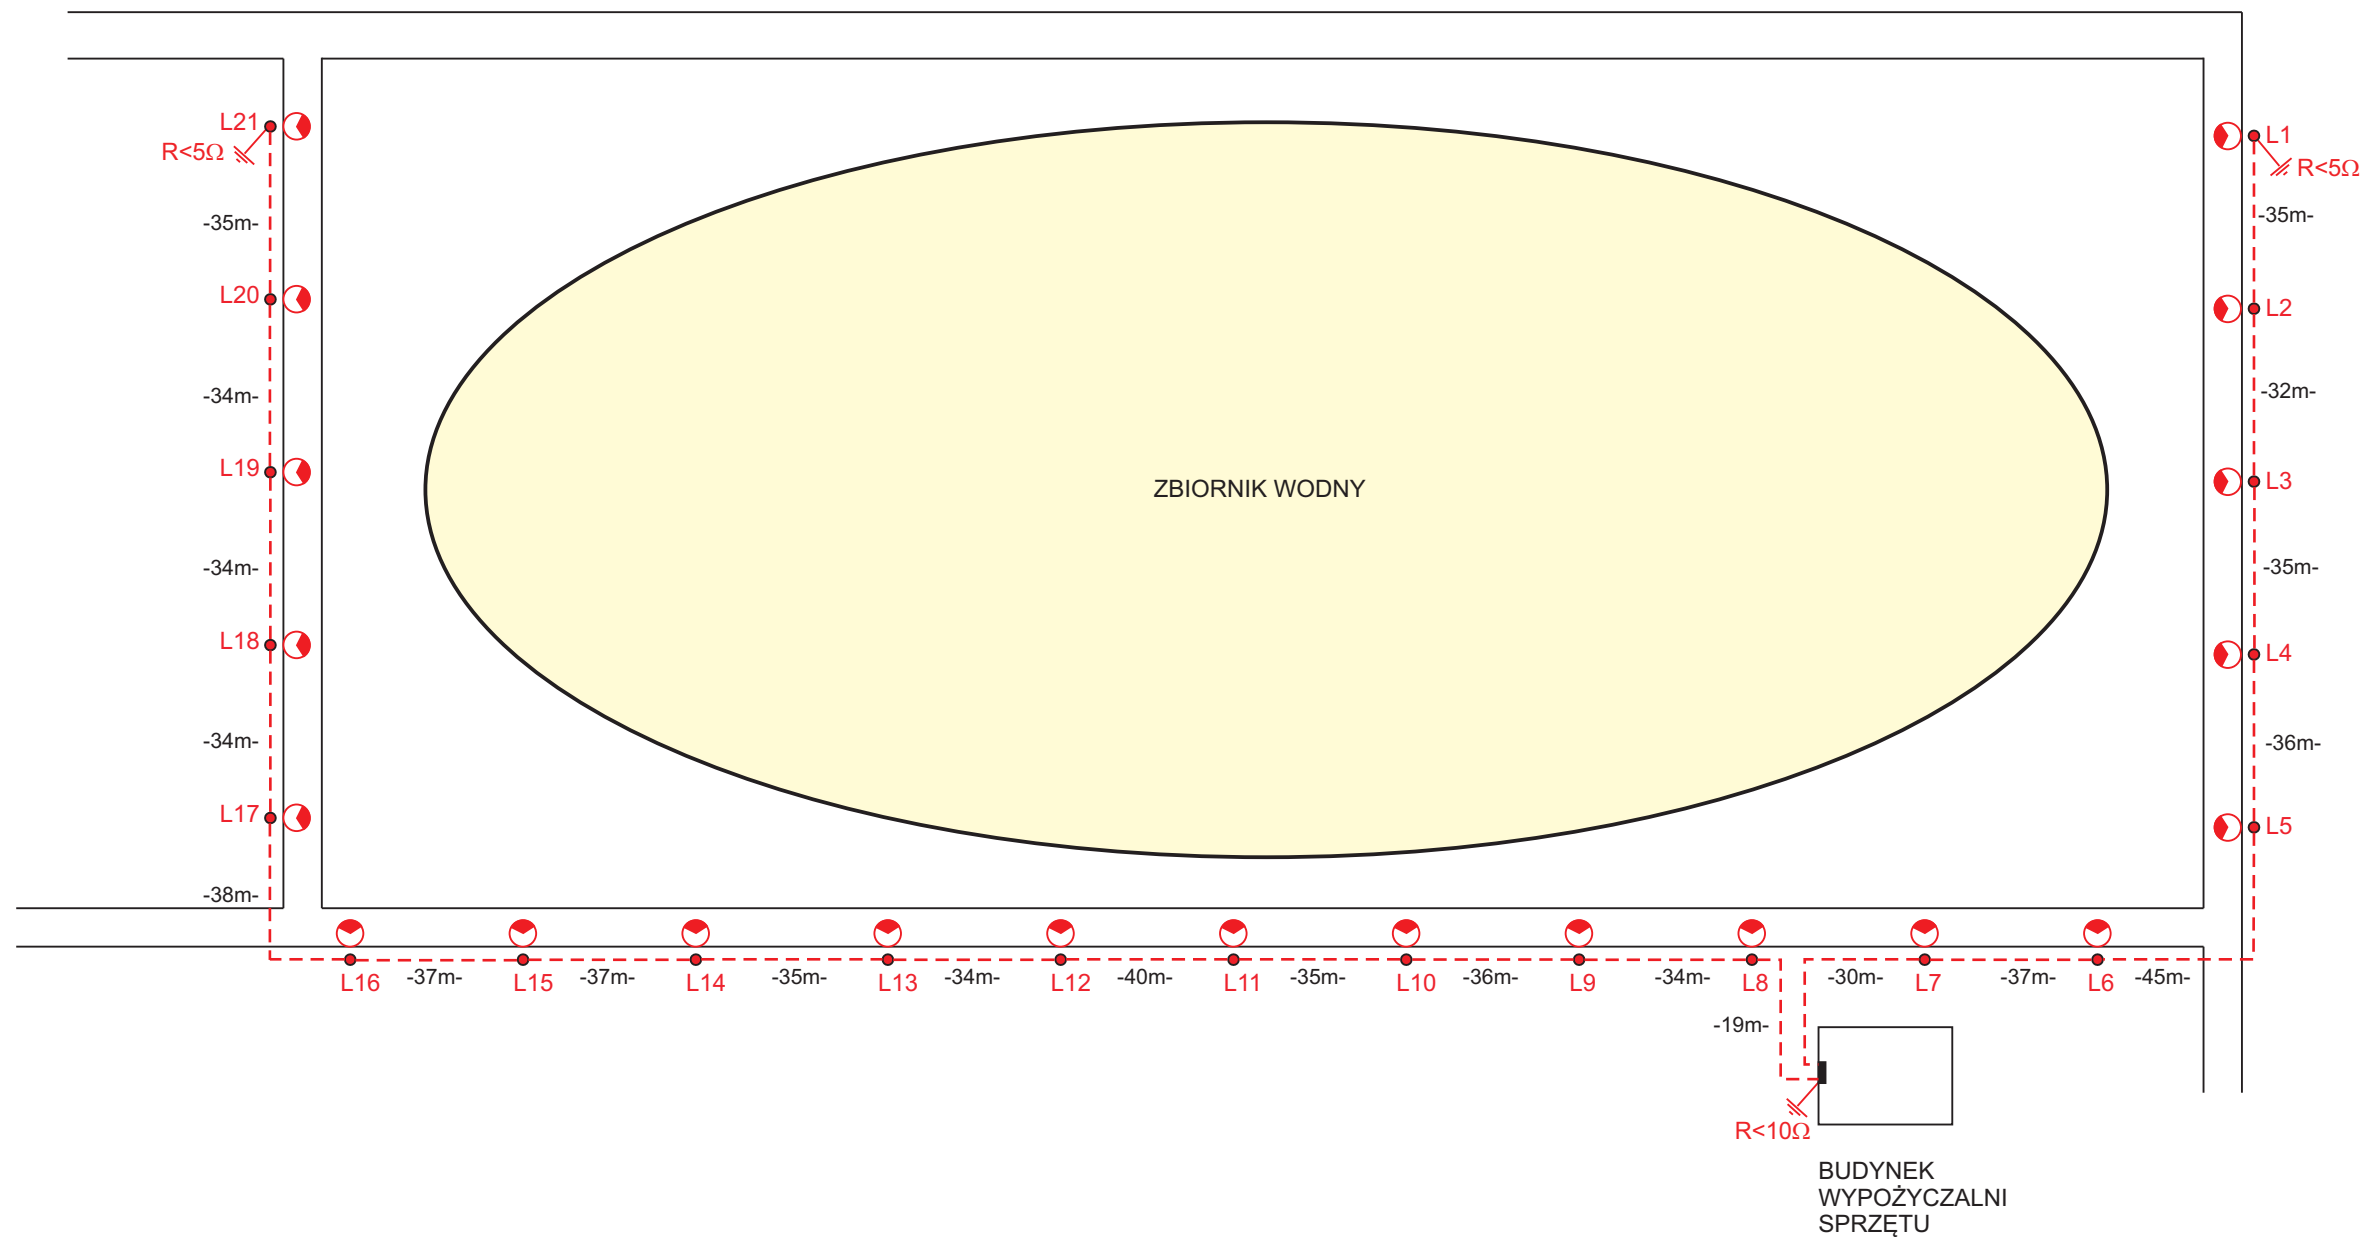 L21
R<5Ω
-35m-
L20
-34m-
L19
-34m-
L18
-34m-
L17
-38m-
ZBIORNIK WODNY
L1
R<5Ω
-35m-
L2
-32m-
L3
-35m-
L4
-36m-
L5
L16 -37m- L15 -37m- L14 -35m- L13 -34m- L12 -40m- L11 -35m- L10 -36m- L9 -34m- L8 -30m- L7 -37m- L6 -45m-
-19m-
R<10Ω
BUDYNEK
WYPOŻYCZALNI
SPRZĘTU